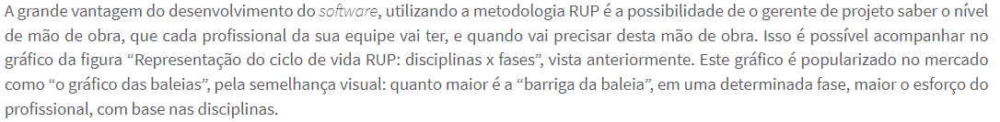 A grande vantagem do desenvolvimento do software, utilizando a metodologia RUP é a possibilidade de o gerente de projeto saber o nível
de mão de obra, que cada profissional da sua equipe vai ter, e quando vai precisar desta mão de obra. Isso é possível acompanhar no
gráfico da figura “Representação do ciclo de vida RUP: disciplinas x fases”, vista anteriormente. Este gráfico é popularizado no mercado
como “o gráfico das baleias”, pela semelhança visual: quanto maior é a “barriga da baleia”, em uma determinada fase, maior o esforço do
profissional, com base nas disciplinas.